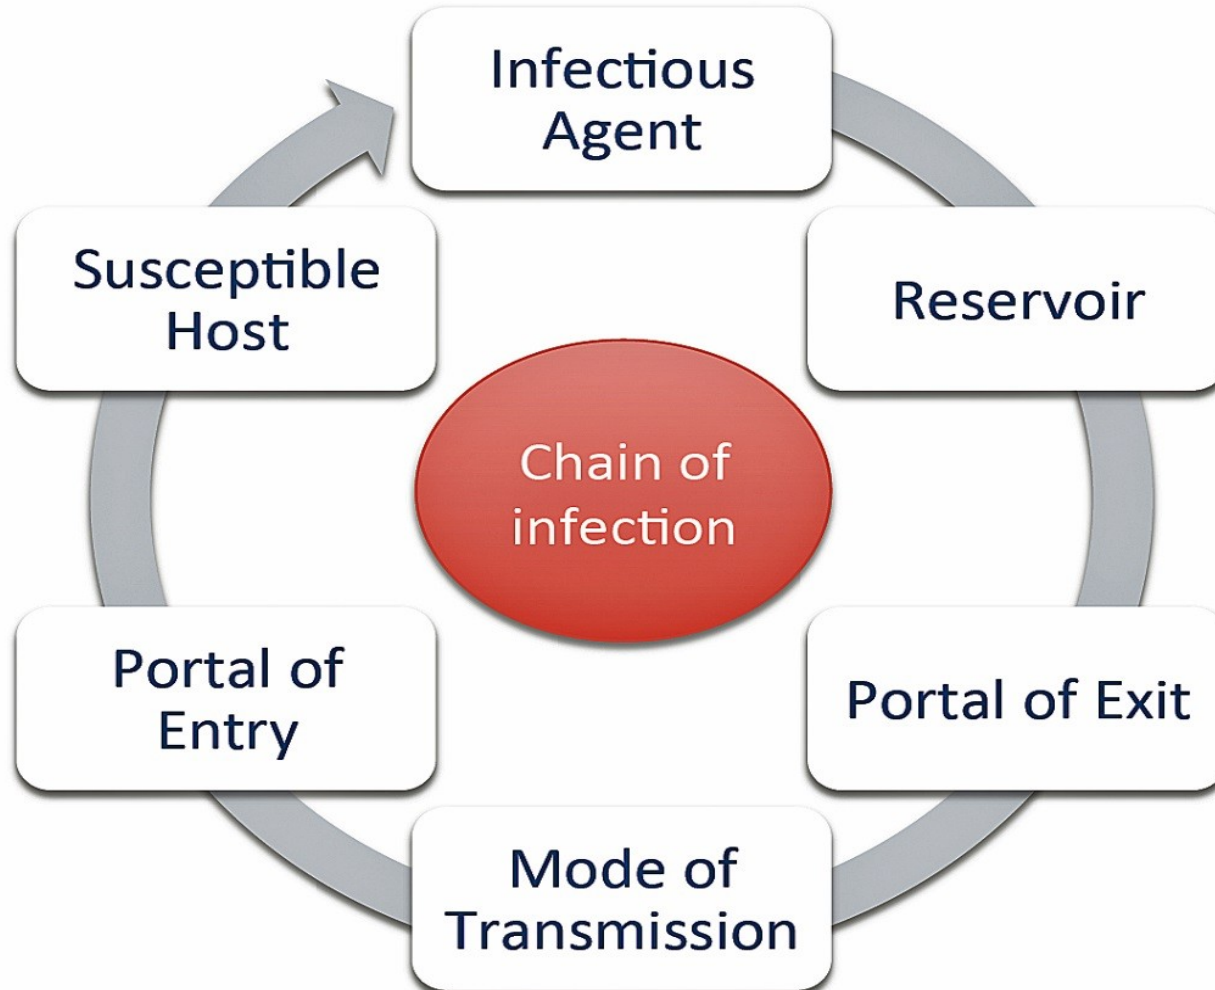 Infectious
Agent
Reservoir
Portal of Exit
Mode of
Transmission
Portal of
Entry
Susceptible
Host
Chain of
infection